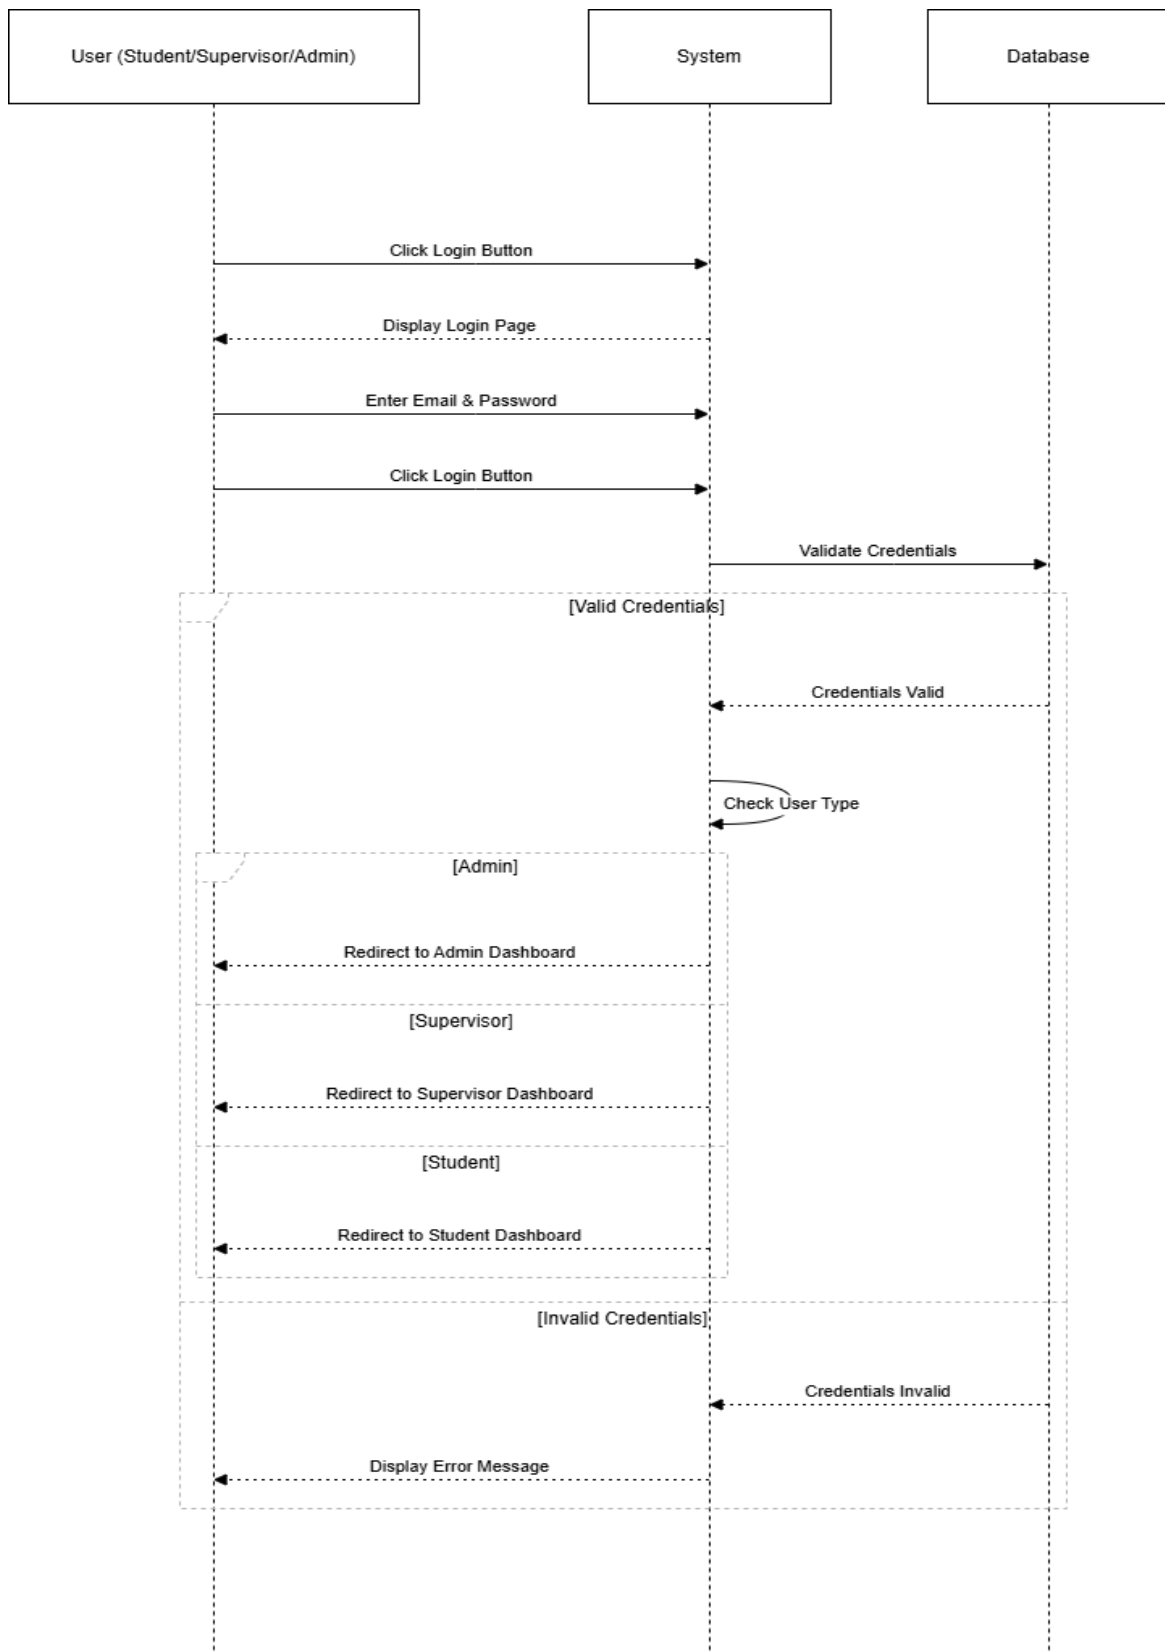 User (Student/Supervisor/Admin)
System
Database
Click Login Button
Display Login Page
Enter Email & Password
Click Login Button
Validate Credentials
[Valid Credentials]
Credentials Valid
Check User Type
[Admin]
Redirect to Admin Dashboard
[Supervisor]
Redirect to Supervisor Dashboard
[Student]
Redirect to Student Dashboard
[Invalid Credentials]
Credentials Invalid
Display Error Message